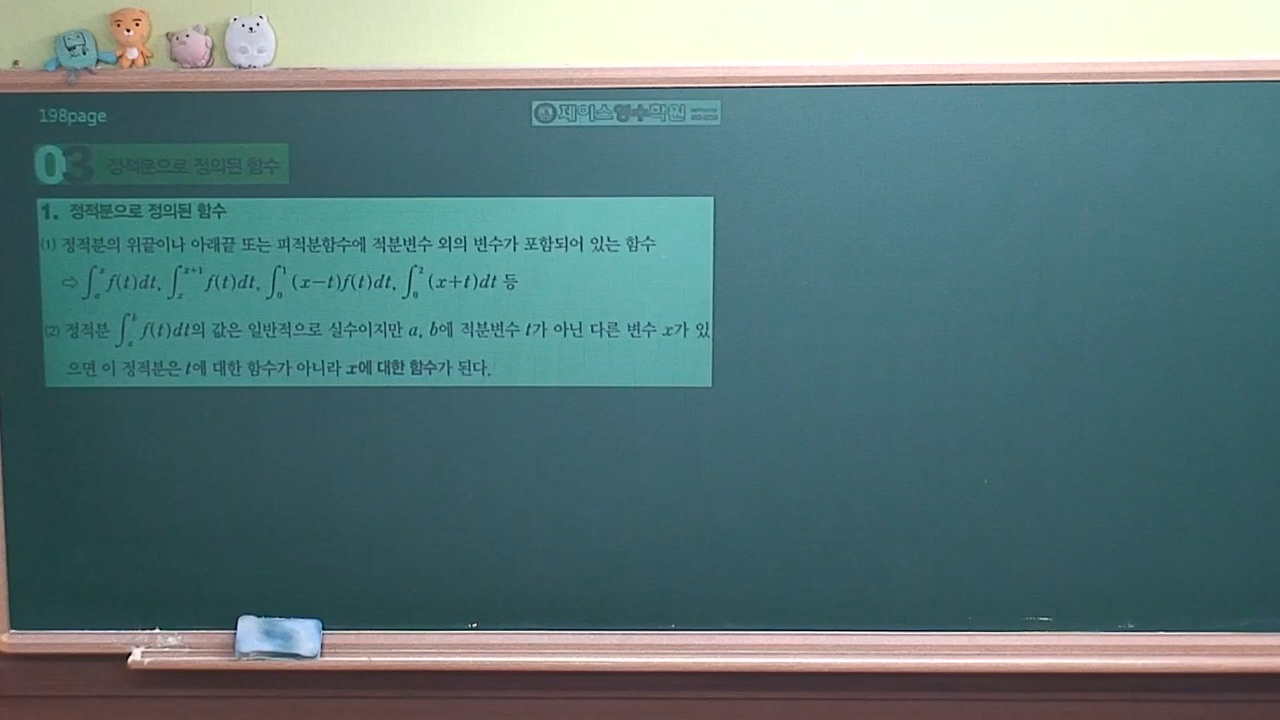 198page
제이스영수학원
03 정적분으로 정의된 함수
1. 정적분으로 정의된 함수
(1) 정적분의 위끝이나 아래끝 또는 피적분함수에 적분변수 외의 변수가 포함되어 있는 함수
⇨ ∫ₐˣ f(t)dt, ∫ₓˣ⁺¹ f(t)dt, ∫₀¹ (x−t)f(t)dt, ∫₀² (x+t)dt 등
(2) 정적분 ∫ₐᵇ f(t)dt의 값은 일반적으로 실수이지만 a, b에 적분변수 t가 아닌 다른 변수 x가 있
으면 이 정적분은 t에 대한 함수가 아니라 x에 대한 함수가 된다.